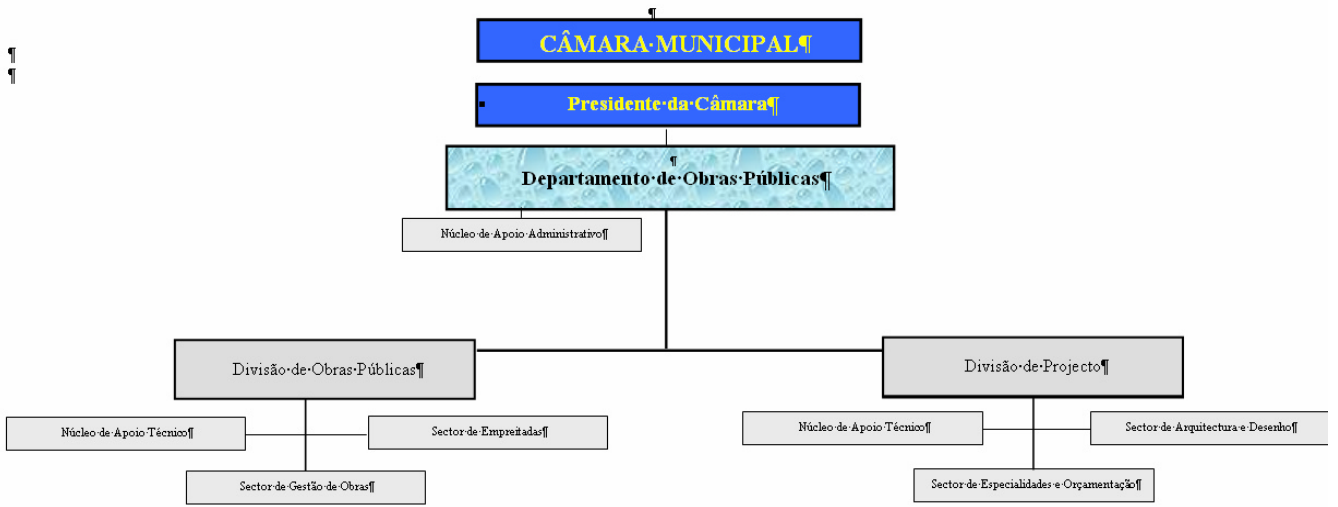 ¶
CÂMARA·MUNICIPAL¶
¶
¶
Presidente·da·Câmara¶
¶
Departamento·de·Obras·Públicas¶
Núcleo·de·Apoio·Administrativo¶
Divisão·de·Obras·Públicas¶
Divisão·de·Projecto¶
Núcleo·de·Apoio·Técnico¶
Sector·de·Empreitadas¶
Núcleo·de·Apoio·Técnico¶
Sector·de·Arquitectura·e·Desenho¶
Sector·de·Gestão·de·Obras¶
Sector·de·Especialidades·e·Orçamentação¶